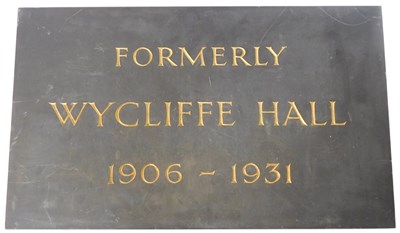 FORMERLY
WYCLIFFE HALL
1906 - 1931